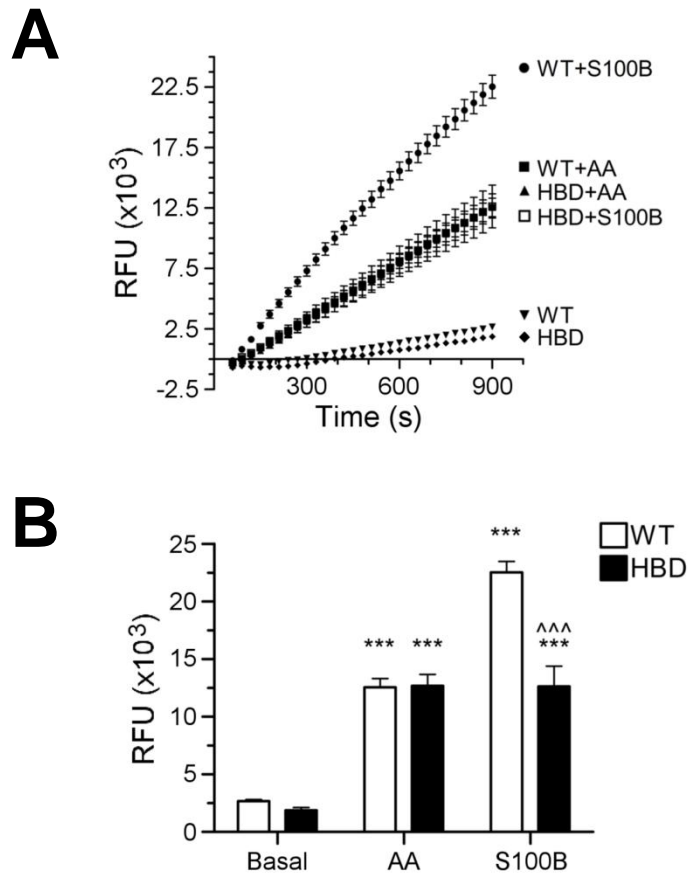 A
RFU (x10³)
22.5
17.5
12.5
7.5
2.5
-2.5
300 600 900
Time (s)
WT+S100B
WT+AA
HBD+AA
HBD+S100B
WT
HBD
B
RFU (x10³)
25
20
15
10
5
0
*** *** *** ^^^
***
WT
HBD
Basal AA S100B